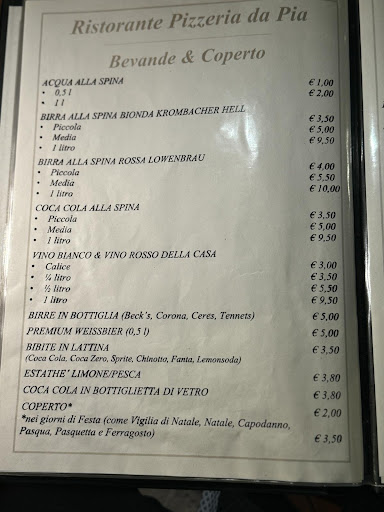 Ristorante Pizzeria da Pia
Bevande & Coperto
ACQUA ALLA SPINA
• 0,5 l € 1,00
• 1 l € 2,00
BIRRA ALLA SPINA BIONDA KROMBACHER HELL
• Piccola € 3,50
• Media € 5,00
• 1 litro € 9,50
BIRRA ALLA SPINA ROSSA LOWENBRAU
• Piccola € 4,00
• Media € 5,50
• 1 litro € 10,00
COCA COLA ALLA SPINA
• Piccola € 3,50
• Media € 5,00
• 1 litro € 9,50
VINO BIANCO & VINO ROSSO DELLA CASA
• Calice € 3,00
• ¼ litro € 3,50
• ½ litro € 5,50
• 1 litro € 9,50
BIRRE IN BOTTIGLIA (Beck's, Corona, Ceres, Tennets) € 5,00
PREMIUM WEISSBIER (0,5 l) € 5,00
BIBITE IN LATTINA € 3,50
(Coca Cola, Coca Zero, Sprite, Chinotto, Fanta, Lemonsoda)
ESTATHE' LIMONE/PESCA € 3,80
COCA COLA IN BOTTIGLIETTA DI VETRO € 3,80
COPERTO* € 2,00
*nei giorni di Festa (come Vigilia di Natale, Natale, Capodanno,
Pasqua, Pasquetta e Ferragosto) € 3,50